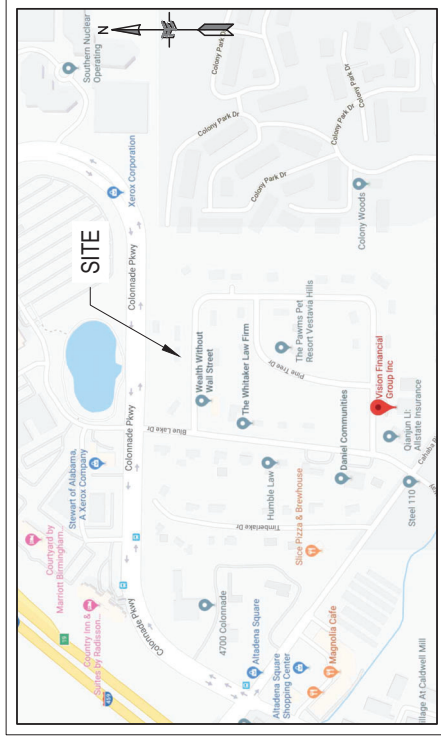 N
Southern Nuclear
Operating
Xerox Corporation
Colonnade Pkwy
SITE
Colony Park Dr
Colony Park Dr
Colony Park Dr
Colony Park Dr
Colony Woods
Stewart of Alabama,
A Xerox Company
Colonnade Pkwy
Blue Lake Dr
Wealth Without
Wall Street
The Whitaker Law Firm
Pine Tree Dr
The Pawms Pet
Resort Vestavia Hills
Courtyard by
Marriott Birmingham...
Country Inn &
Suites by Radisson...
Colonnade Pkwy
Timberlake Dr
Humble Law
Daniel Communities
Vision Financial
Group Inc
Qianjun Li:
Allstate Insurance
Slice Pizza & Brewhouse
Steel 110
4700 Colonnade
Altadena Square
Altadena Square
Shopping Center
Magnolia Cafe
illage At Caldwell Mill